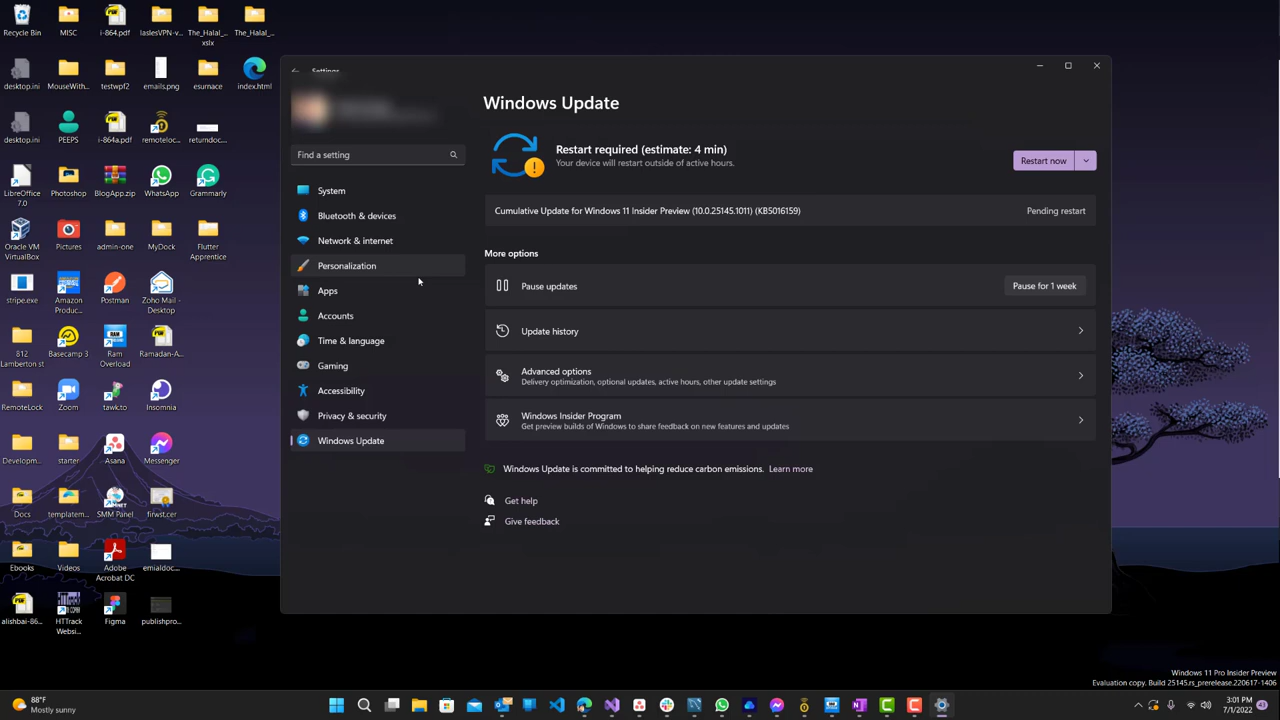 Recycle Bin
MISC
i-864.pdf
laslesVPN-v...
The_Halal_...
xslx
The_Halal_...
desktop.ini
MouseWith...
testwpf2
emails.png
esurnace
index.html
desktop.ini
PEEPS
i-864a.pdf
remoteloc...
returndoc...
LibreOffice
7.0
Photoshop
BlogApp.zip
WhatsApp
Grammarly
Oracle VM
VirtualBox
Pictures
admin-one
MyDock
Flutter
Apprentice
stripe.exe
Amazon
Produc...
Postman
Zoho Mail -
Desktop
812
Lamberton st
Basecamp 3
Ram
Overload
Ramadan-A...
RemoteLock
Zoom
tawk.to
Insomnia
Developm...
starter
Asana
Messenger
Docs
templatem...
SMM Panel
firwst.cer
Ebooks
Videos
Adobe
Acrobat DC
emialdoc...
alishbai-86...
HTTrack
Websi...
Figma
publishpro...
Settings
Find a setting
System
Bluetooth & devices
Network & internet
Personalization
Apps
Accounts
Time & language
Gaming
Accessibility
Privacy & security
Windows Update
Windows Update
Restart required (estimate: 4 min)
Your device will restart outside of active hours.
Restart now
Cumulative Update for Windows 11 Insider Preview (10.0.25145.1011) (KB5016159)
Pending restart
More options
Pause updates
Pause for 1 week
Update history
Advanced options
Delivery optimization, optional updates, active hours, other update settings
Windows Insider Program
Get preview builds of Windows to share feedback on new features and updates
Windows Update is committed to helping reduce carbon emissions. Learn more
Get help
Give feedback
Windows 11 Pro Insider Preview
Evaluation copy. Build 25145.rs_prerelease.220617-1406
88°F
Mostly sunny
3:01 PM
7/1/2022